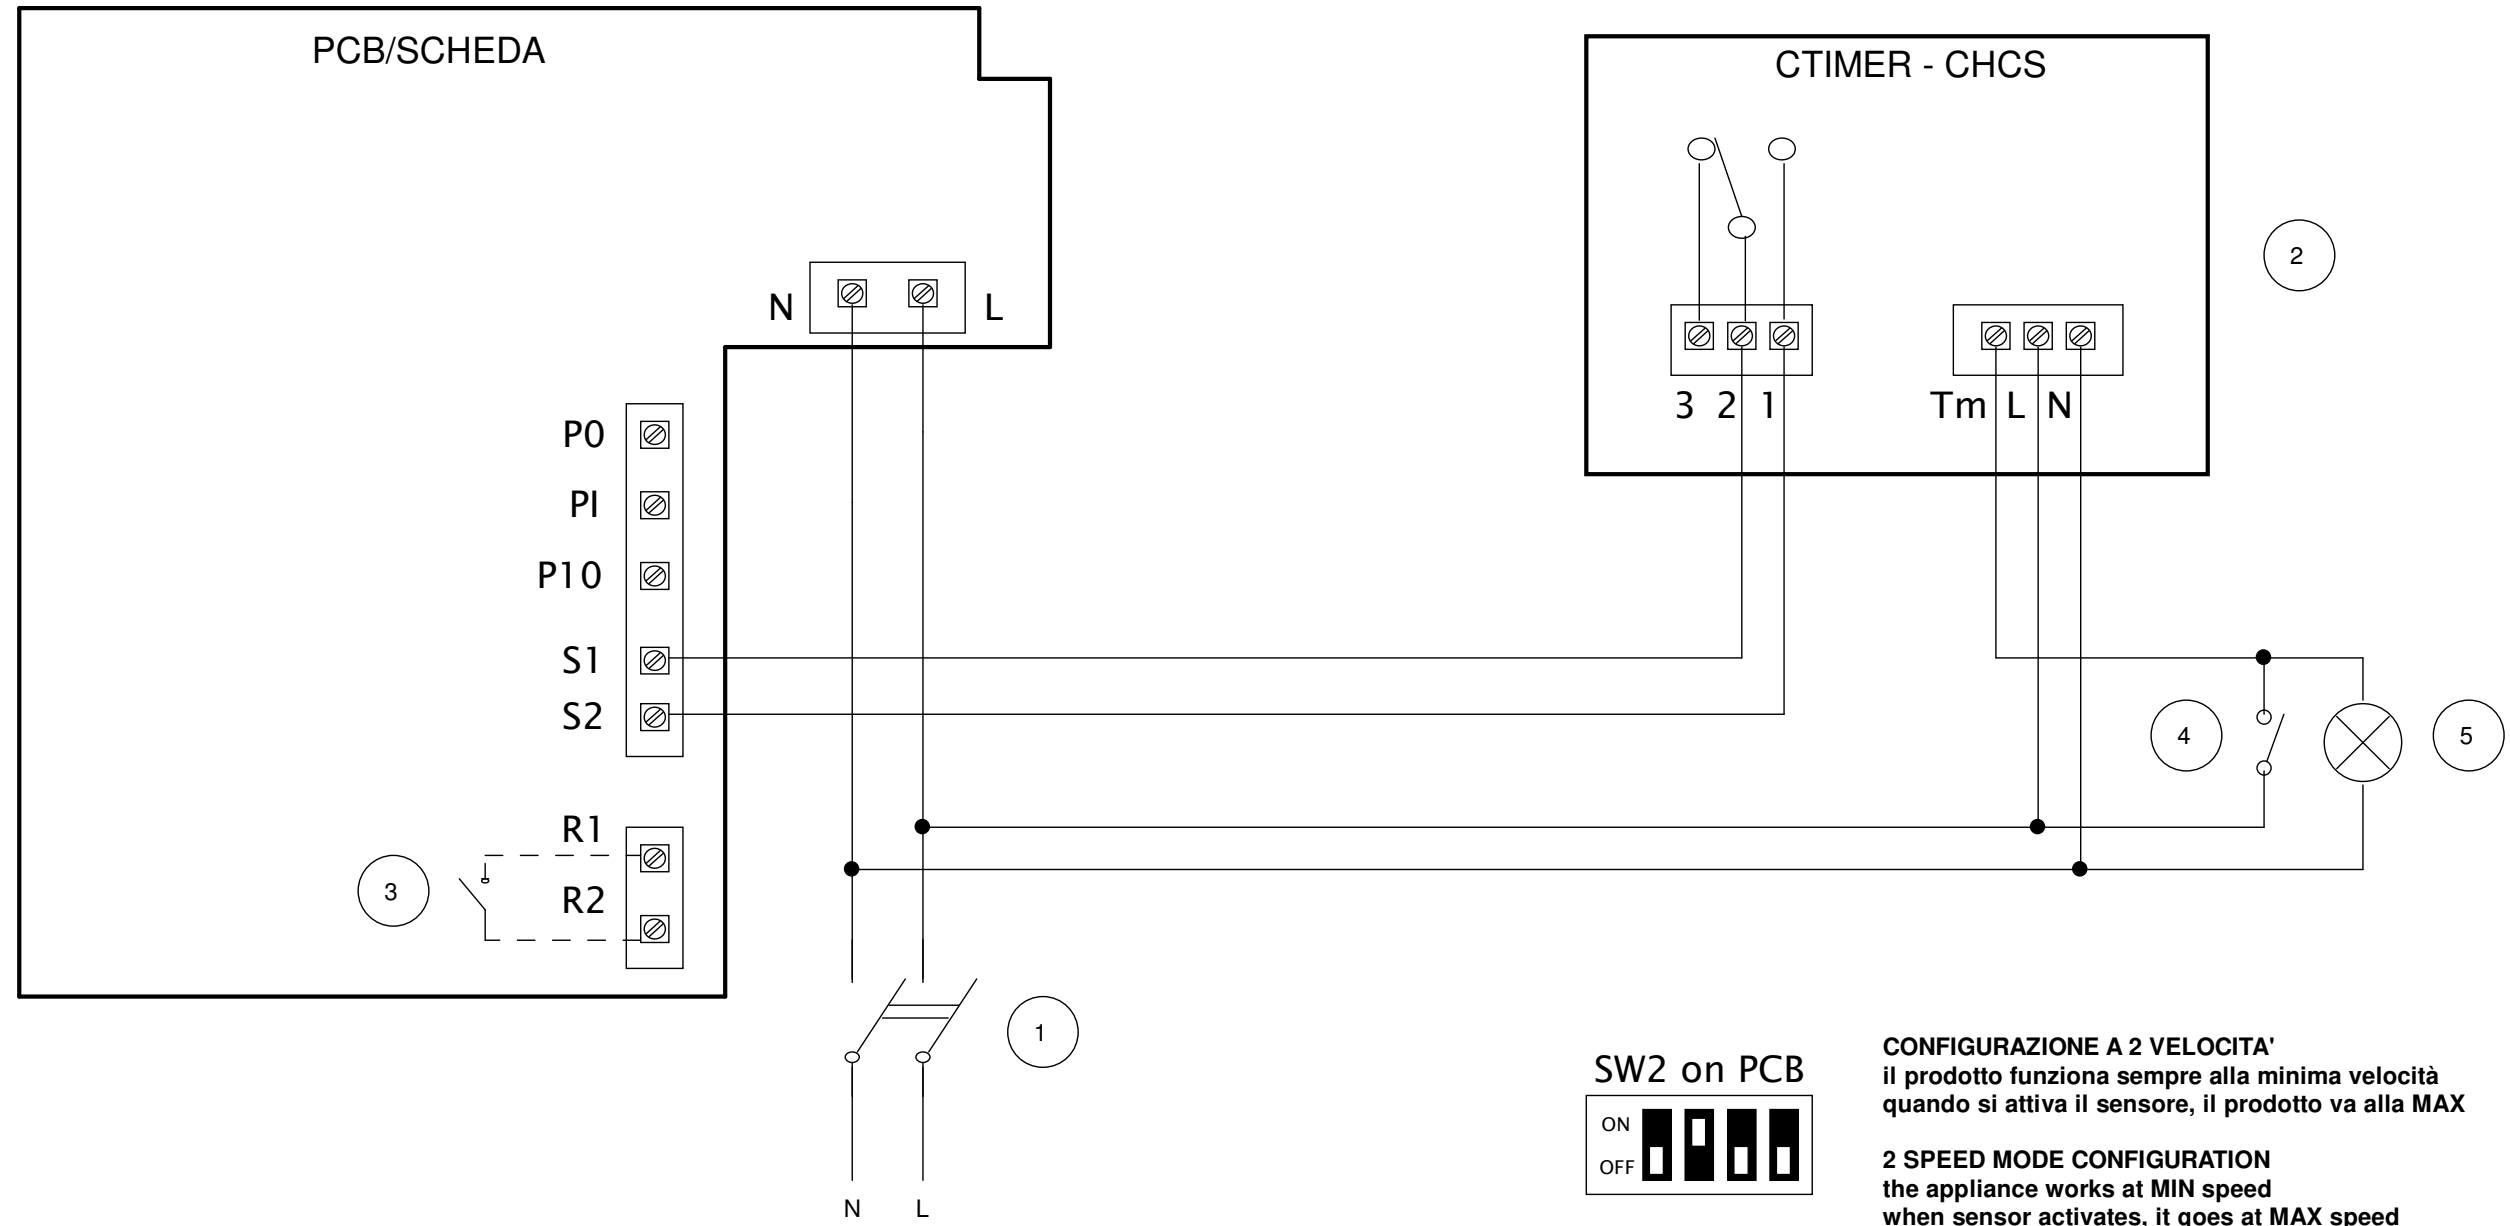 PCB/SCHEDA
CTIMER - CHCS
2
N
L
3 2 1
Tm L N
P0
PI
P10
S1
S2
4
5
R1
3
R2
1
SW2 on PCB
ON
OFF
CONFIGURAZIONE A 2 VELOCITA'
il prodotto funziona sempre alla minima velocità
quando si attiva il sensore, il prodotto va alla MAX
2 SPEED MODE CONFIGURATION
the appliance works at MIN speed
when sensor activates, it goes at MAX speed
N L